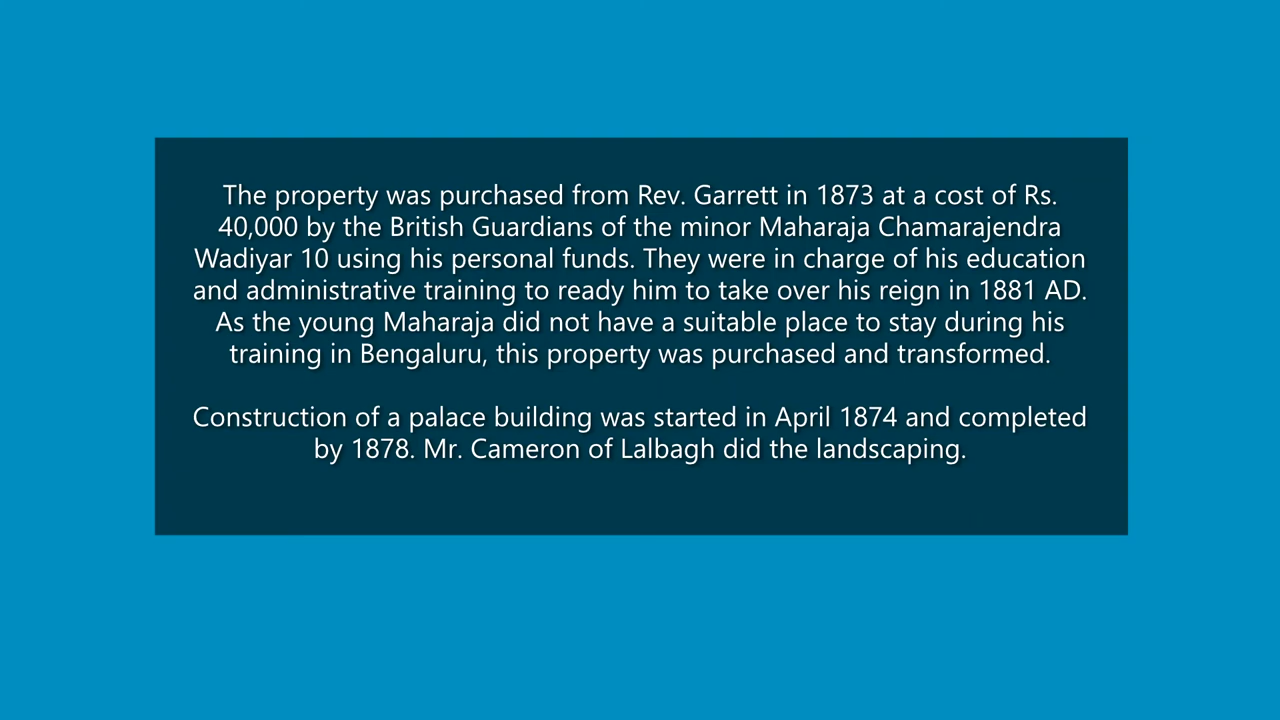 The property was purchased from Rev. Garrett in 1873 at a cost of Rs.
40,000 by the British Guardians of the minor Maharaja Chamarajendra
Wadiyar 10 using his personal funds. They were in charge of his education
and administrative training to ready him to take over his reign in 1881 AD.
As the young Maharaja did not have a suitable place to stay during his
training in Bengaluru, this property was purchased and transformed.
Construction of a palace building was started in April 1874 and completed
by 1878. Mr. Cameron of Lalbagh did the landscaping.